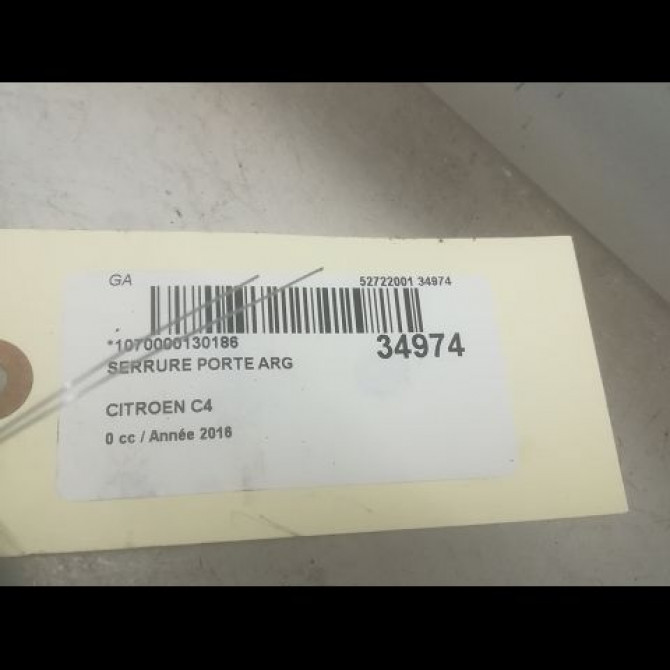 GA 52722001 34974
*1070000130186
34974
SERRURE PORTE ARG
CITROEN C4
0 cc / Année 2016